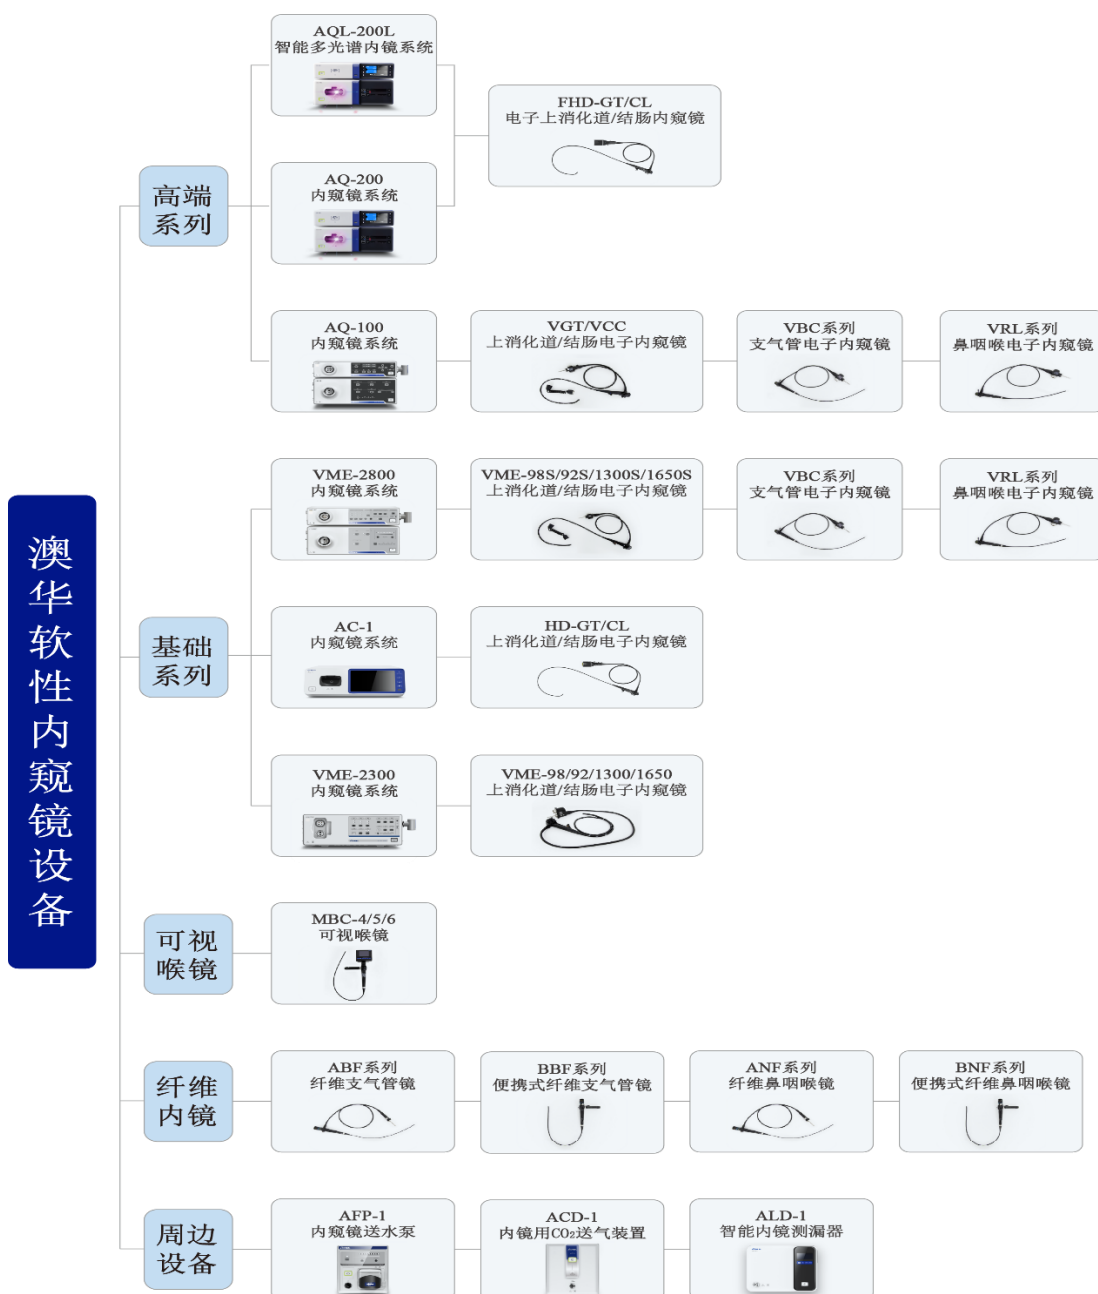 澳华软性内窥镜设备
高端
系列
AQL-200L
智能多光谱内镜系统
FHD-GT/CL
电子上消化道/结肠内窥镜
AQ-200
内窥镜系统
AQ-100
内窥镜系统
VGT/VCC
上消化道/结肠电子内窥镜
VBC系列
支气管电子内窥镜
VRL系列
鼻咽喉电子内窥镜
基础
系列
VME-2800
内窥镜系统
VME-98S/92S/1300S/1650S
上消化道/结肠电子内窥镜
VBC系列
支气管电子内窥镜
VRL系列
鼻咽喉电子内窥镜
AC-1
内窥镜系统
HD-GT/CL
上消化道/结肠电子内窥镜
VME-2300
内窥镜系统
VME-98/92/1300/1650
上消化道/结肠电子内窥镜
可视
喉镜
MBC-4/5/6
可视喉镜
纤维
内镜
ABF系列
纤维支气管镜
BBF系列
便携式纤维支气管镜
ANF系列
纤维鼻咽喉镜
BNF系列
便携式纤维鼻咽喉镜
周边
设备
AFP-1
内窥镜送水泵
ACD-1
内镜用CO₂送气装置
ALD-1
智能内镜测漏器